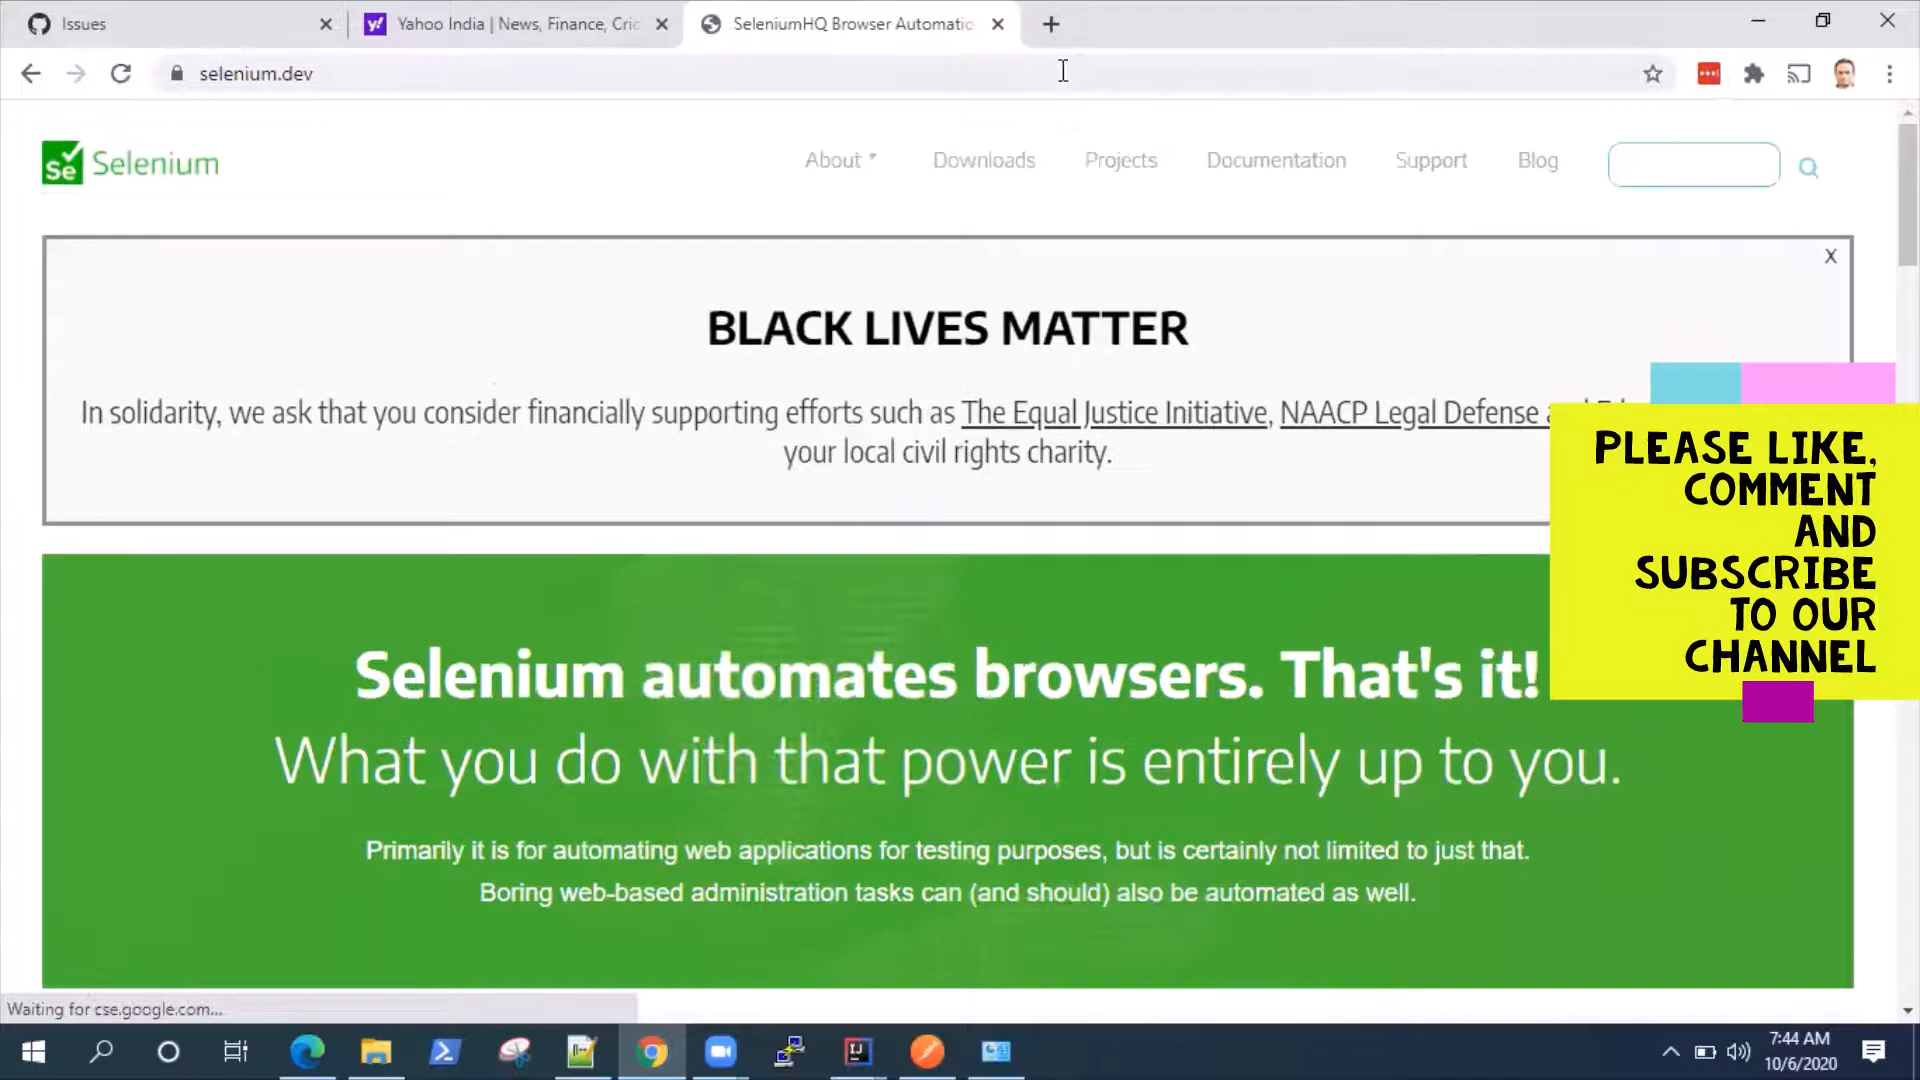 Issues
Yahoo India | News, Finance, Cric
SeleniumHQ Browser Automatio
selenium.dev
Se Selenium
About
Downloads
Projects
Documentation
Support
Blog
X
BLACK LIVES MATTER
In solidarity, we ask that you consider financially supporting efforts such as The Equal Justice Initiative, NAACP Legal Defense
your local civil rights charity.
PLEASE LIKE,
COMMENT
AND
SUBSCRIBE
TO OUR
CHANNEL
Selenium automates browsers. That's it!
What you do with that power is entirely up to you.
Primarily it is for automating web applications for testing purposes, but is certainly not limited to just that.
Boring web-based administration tasks can (and should) also be automated as well.
Waiting for cse.google.com...
7:44 AM
10/6/2020